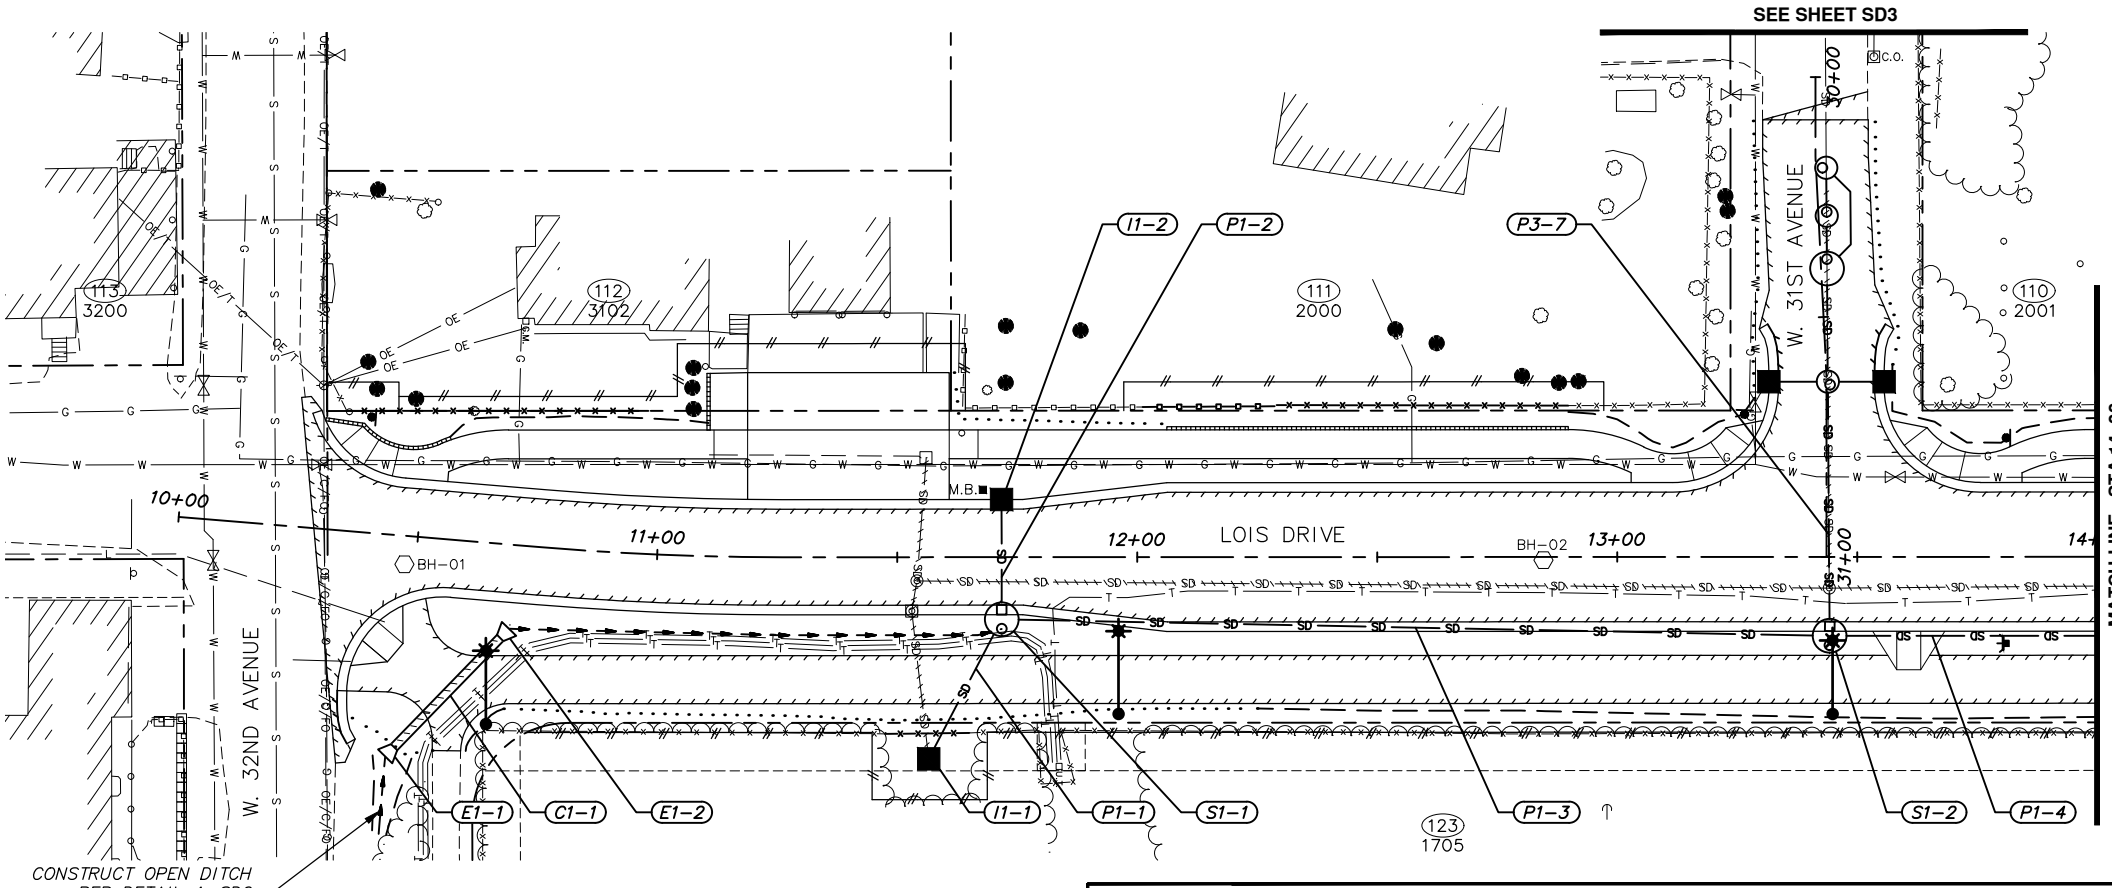 SEE SHEET SD3
C.O.
30+00
W. 31ST AVENUE
I1-2
P1-2
P3-7
113
3200
112
3102
111
2000
110
2001
OE/T
OE
OE
OE/T
G.M.
M.B.
10+00
11+00
12+00
LOIS DRIVE
BH-02
13+00
31+00
14+
BH-01
W. 32ND AVENUE
E1-1
C1-1
E1-2
I1-1
P1-1
S1-1
P1-3
123
1705
S1-2
P1-4
CONSTRUCT OPEN DITCH